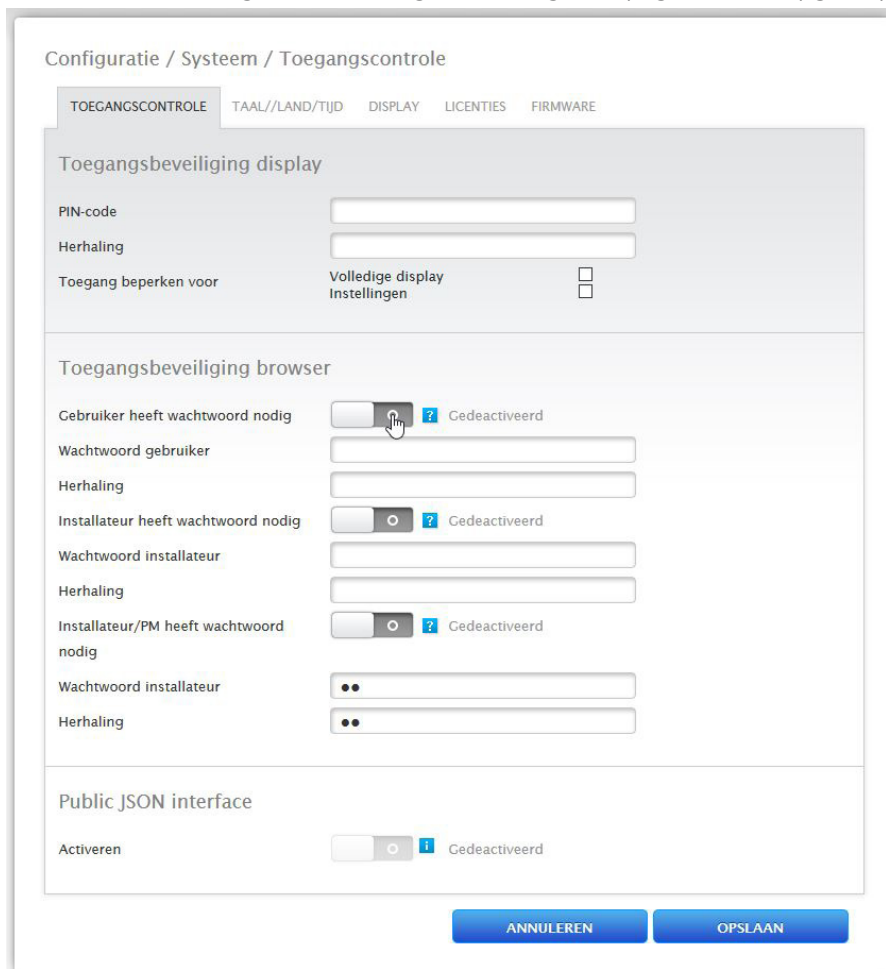 Configuratie / Systeem / Toegangscontrole
TOEGANGSCONTROLE TAAL//LAND/TIJD DISPLAY LICENTIES FIRMWARE
Toegangsbeveiliging display
PIN-code
Herhaling
Toegang beperken voor Volledige display
Instellingen
Toegangsbeveiliging browser
Gebruiker heeft wachtwoord nodig ? Gedeactiveerd
Wachtwoord gebruiker
Herhaling
Installateur heeft wachtwoord nodig ? Gedeactiveerd
Wachtwoord installateur
Herhaling
Installateur/PM heeft wachtwoord ? Gedeactiveerd
nodig
Wachtwoord installateur ●●
Herhaling ●●
Public JSON interface
Activeren i Gedeactiveerd
ANNULEREN OPSLAAN